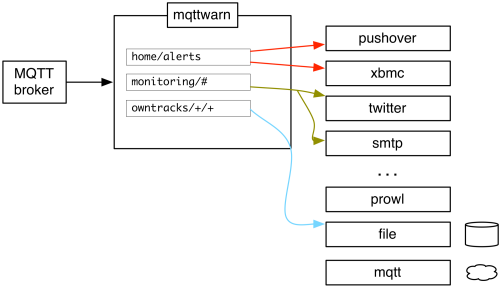 mqttwarn
MQTT
broker
home/alerts
monitoring/#
owntracks/+/+
pushover
xbmc
twitter
smtp
...
prowl
file
mqtt